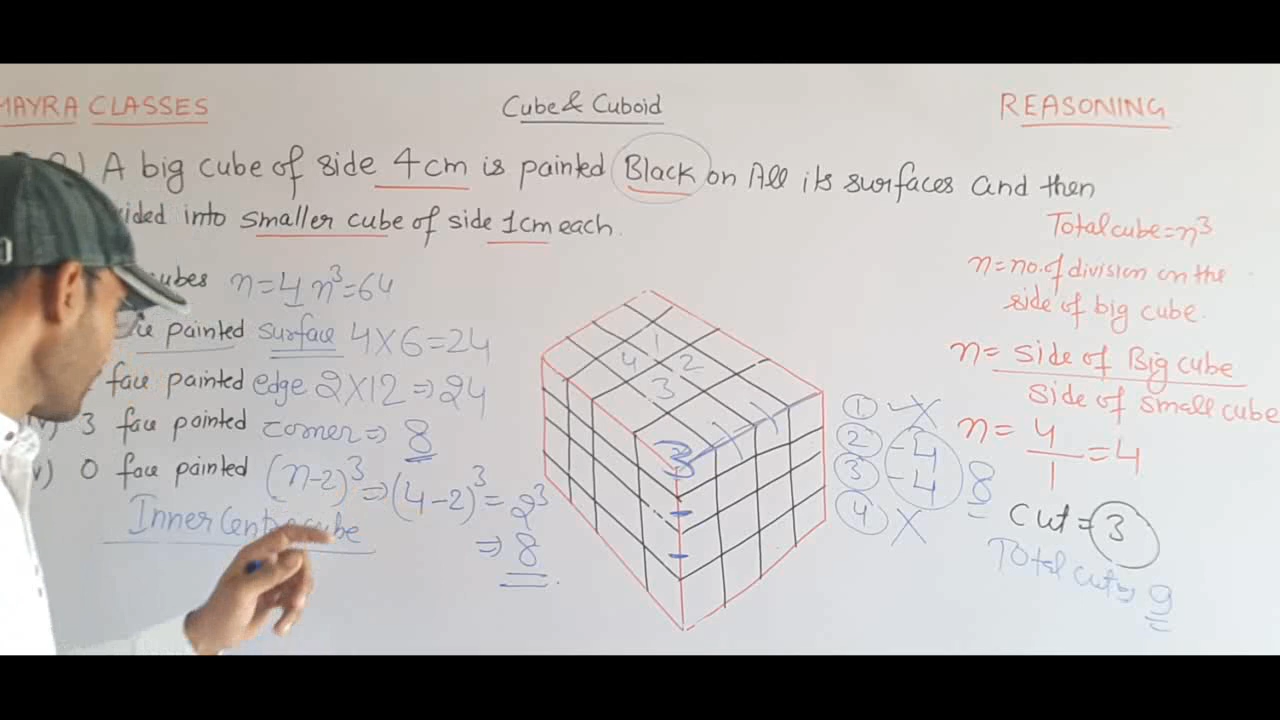 MAYRA CLASSES
Cube & Cuboid
REASONING
A big cube of side 4cm is painted Black on All its surfaces and then
smaller cube of side 1cm each.
n=4 n³=64
painted surface 4×6=24
face painted edge 2×12 ⇒ 24
3 face painted corner ⇒ 8
0 face painted (n-2)³ ⇒ (4-2)³ = 2³
⇒ 8
Inner
1
4 2
3
3
1 X
2 - 4
3 - 4
8
4 X
Total cube = n³
n = no. of division on the
side of big cube.
n = side of Big cube
side of small cube
n = 4
1
= 4
cut = 3
Total cut ⇒ 9